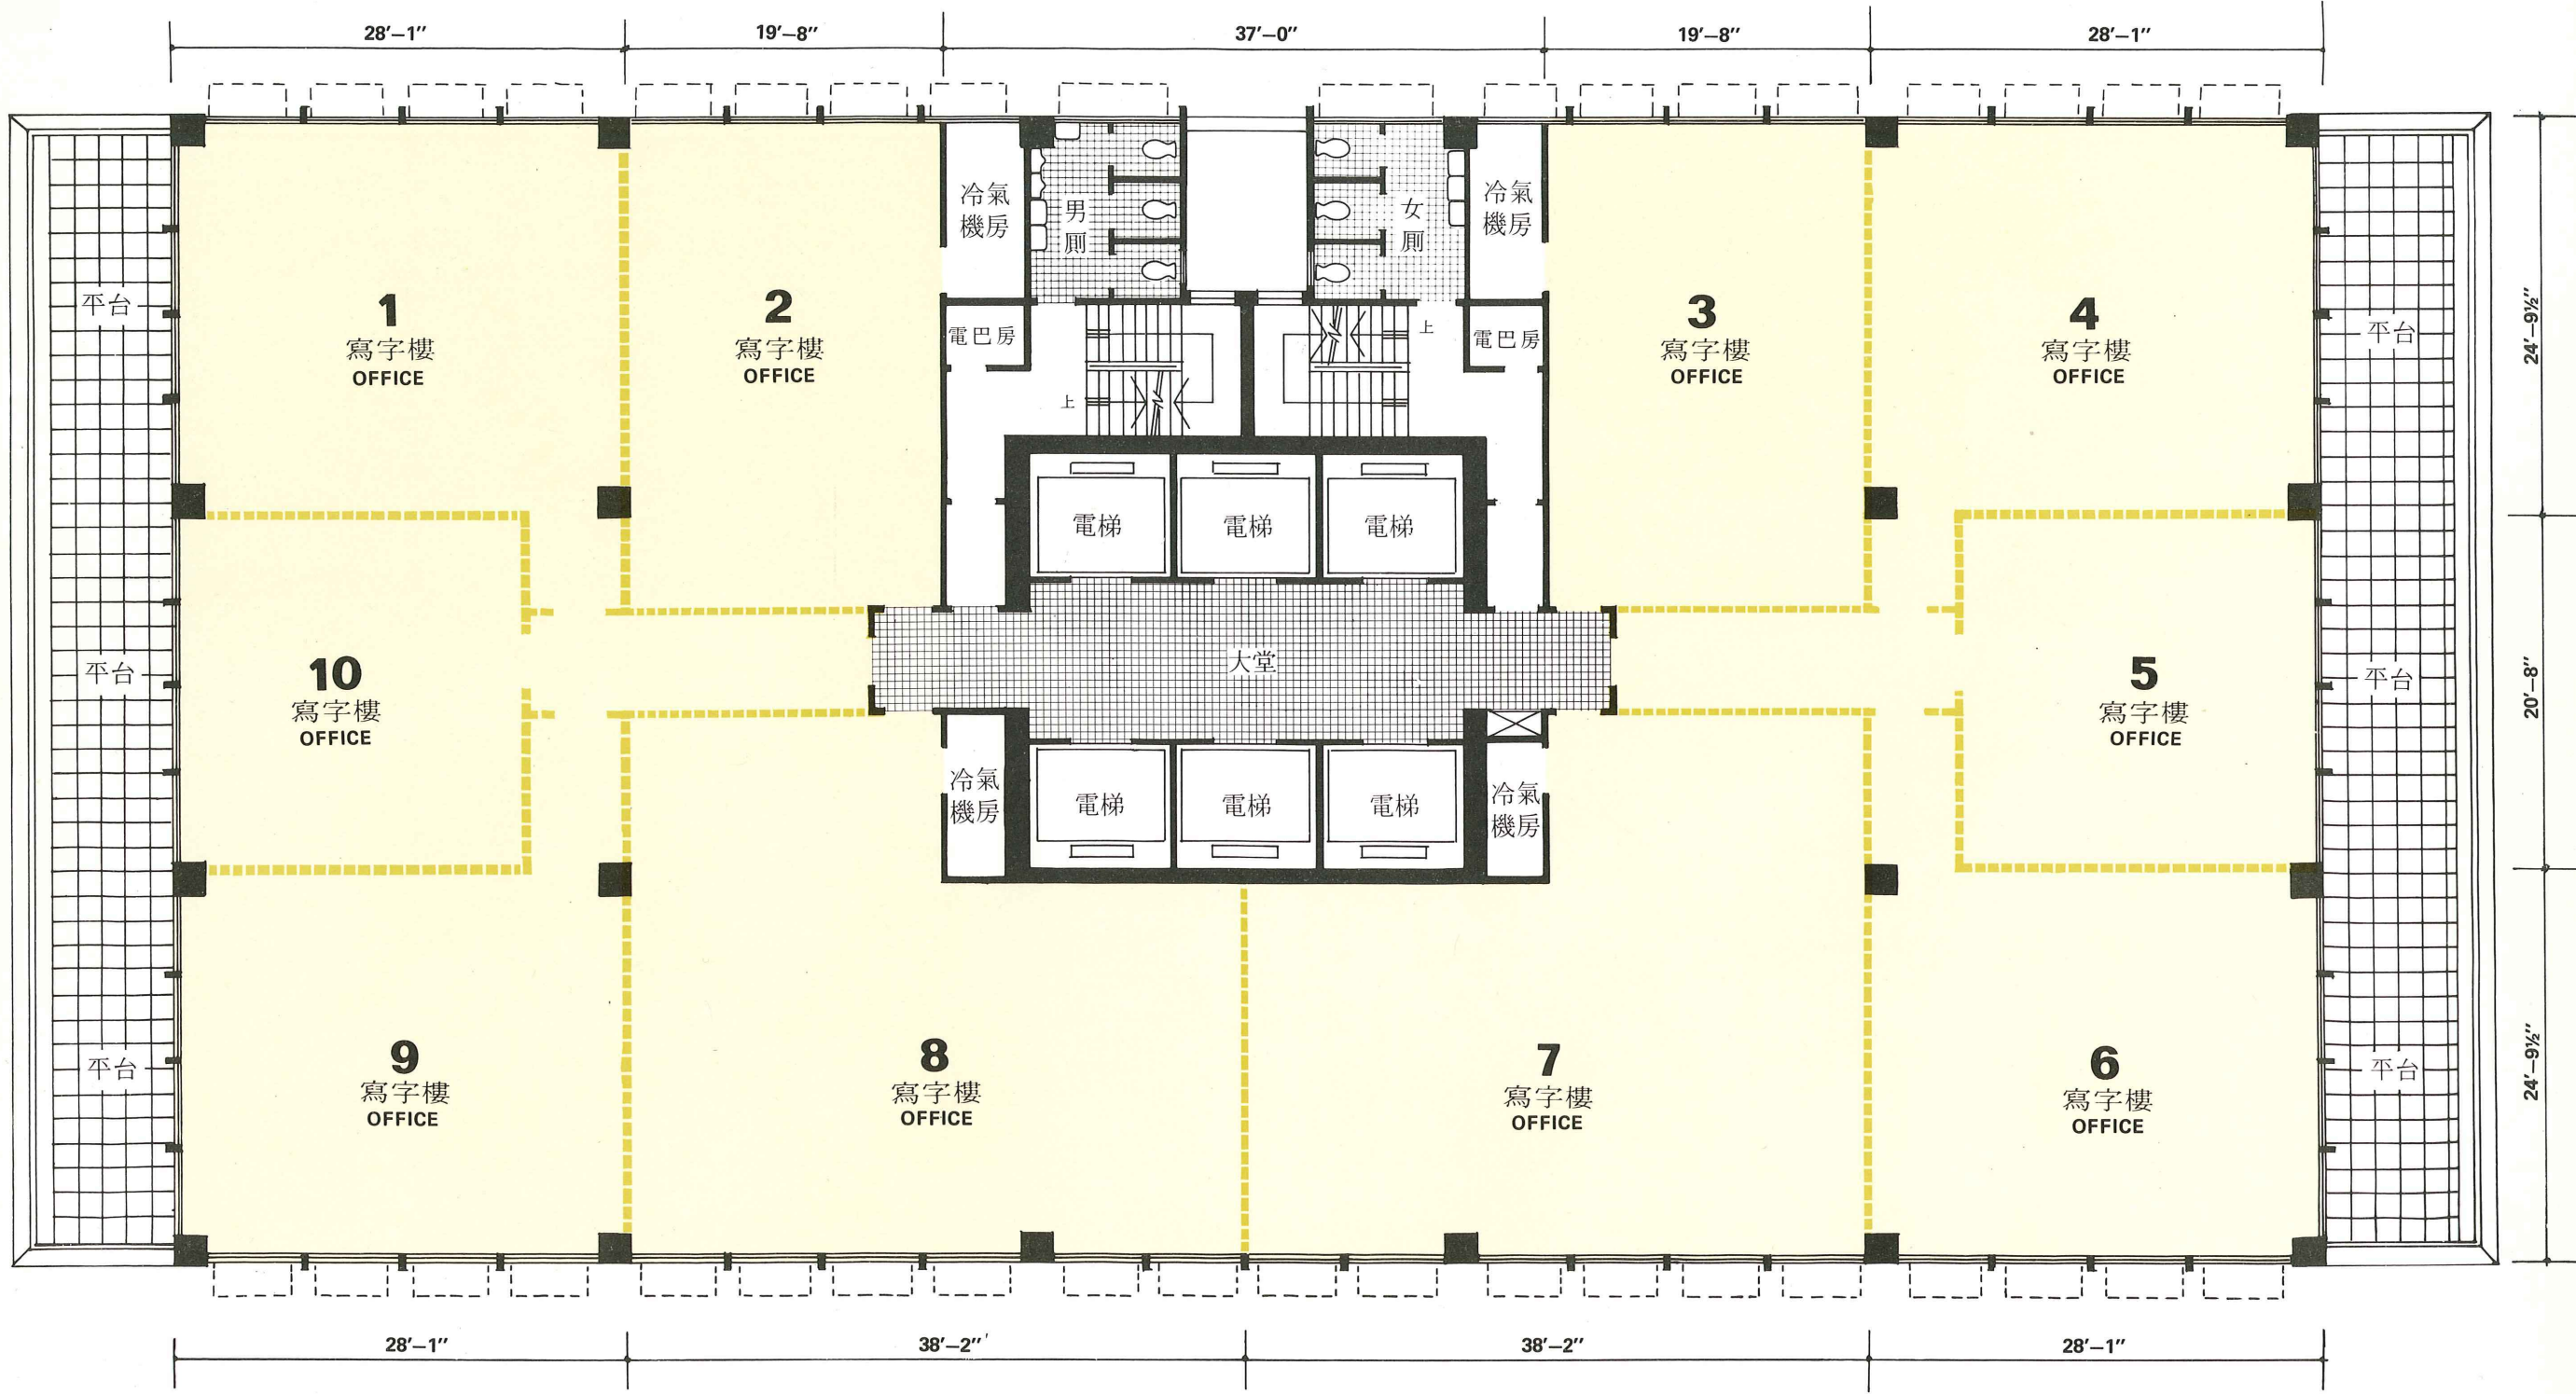 28′–1″
19′–8″
37′–0″
19′–8″
28′–1″
冷氣
機房
男
厠
女
厠
冷氣
機房
24′–9½″
平台
1
寫字樓
OFFICE
2
寫字樓
OFFICE
電巴房
上
上
電巴房
3
寫字樓
OFFICE
4
寫字樓
OFFICE
平台
電梯
電梯
電梯
平台
10
寫字樓
OFFICE
大堂
5
寫字樓
OFFICE
平台
20′–8″
冷氣
機房
電梯
電梯
電梯
冷氣
機房
平台
9
寫字樓
OFFICE
8
寫字樓
OFFICE
7
寫字樓
OFFICE
6
寫字樓
OFFICE
平台
24′–9½″
28′–1″
38′–2″
38′–2″
28′–1″